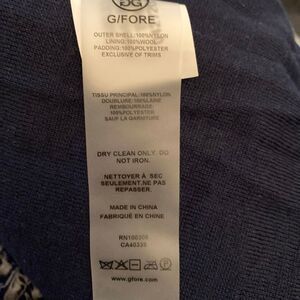 GG
G/FORE
OUTER SHELL:100%NYLON
LINING:100%WOOL
PADDING:100%POLYESTER
EXCLUSIVE OF TRIMS
TISSU PRINCIPAL:100%NYLON
DOUBLURE:100%LAINE
REMBOURRAGE:
100%POLYESTER
SAUF LA GARNITURE
DRY CLEAN ONLY. DO
NOT IRON.
NETTOYER À SEC
SEULEMENT.NE PAS
REPASSER.
MADE IN CHINA
FABRIQUÉ EN CHINE
CA40335
www.gfore.com